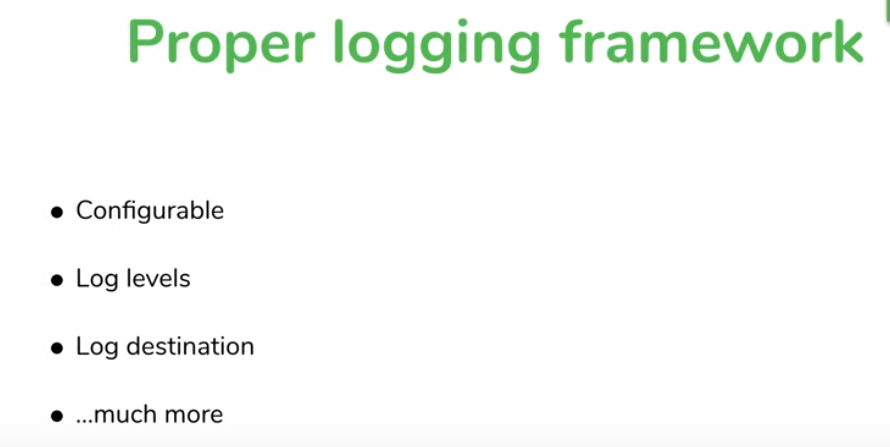 Proper logging framework
• Configurable
• Log levels
• Log destination
• ...much more